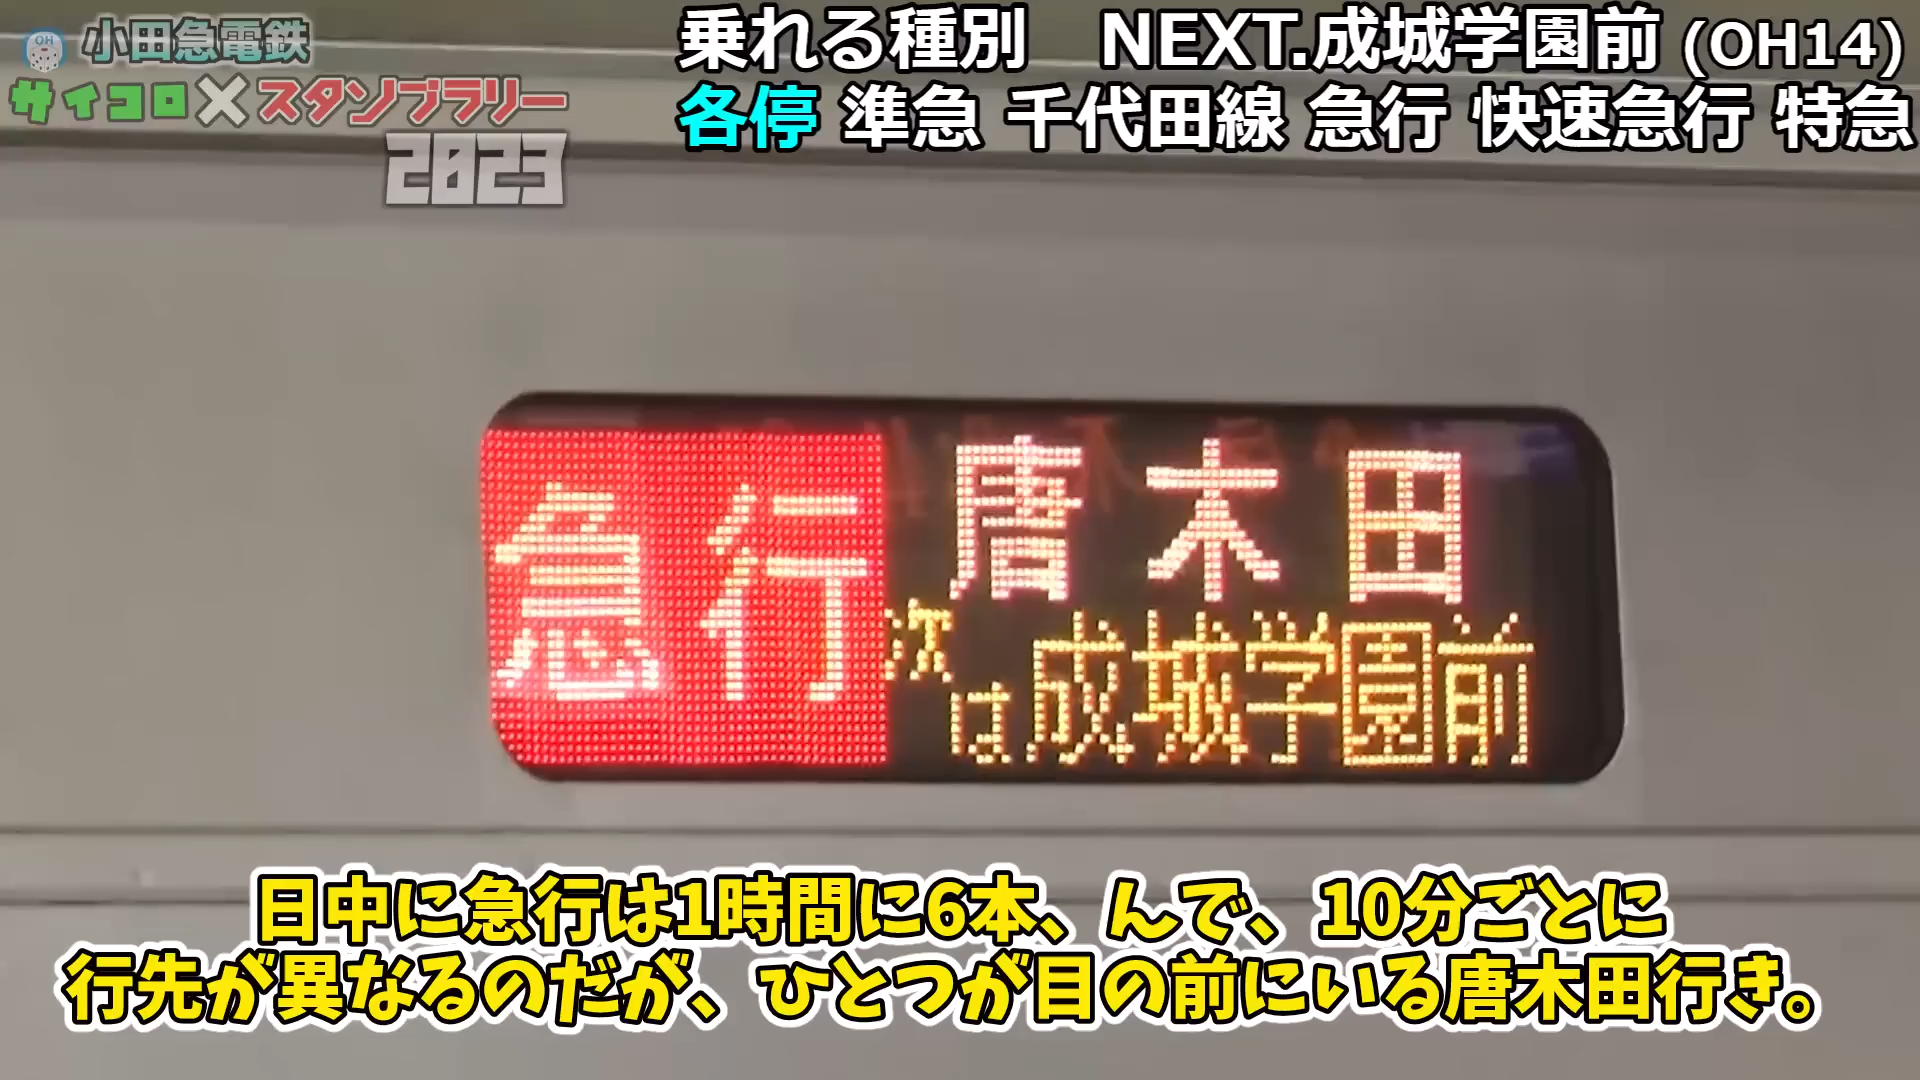 OH 小田急電鉄
サイコロ×スタンプラリー
2023
乗れる種別　NEXT.成城学園前 (OH14)
各停 準急 千代田線 急行 快速急行 特急
急行 唐木田
次は成城学園前
日中に急行は1時間に6本、んで、10分ごとに
行先が異なるのだが、ひとつが目の前にいる唐木田行き。